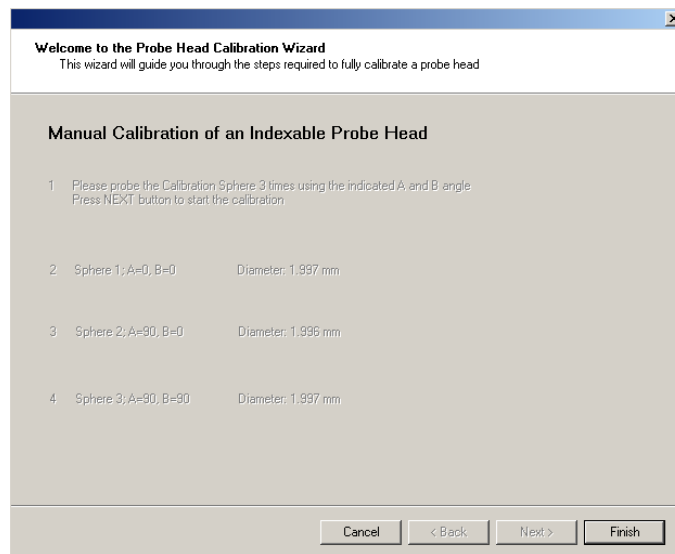 Welcome to the Probe Head Calibration Wizard
This wizard will guide you through the steps required to fully calibrate a probe head
Manual Calibration of an Indexable Probe Head
1 Please probe the Calibration Sphere 3 times using the indicated A and B angle
Press NEXT button to start the calibration
2 Sphere 1; A=0, B=0 Diameter: 1.997 mm
3 Sphere 2; A=90, B=0 Diameter: 1.996 mm
4 Sphere 3; A=90, B=90 Diameter: 1.997 mm
Cancel < Back Next > Finish